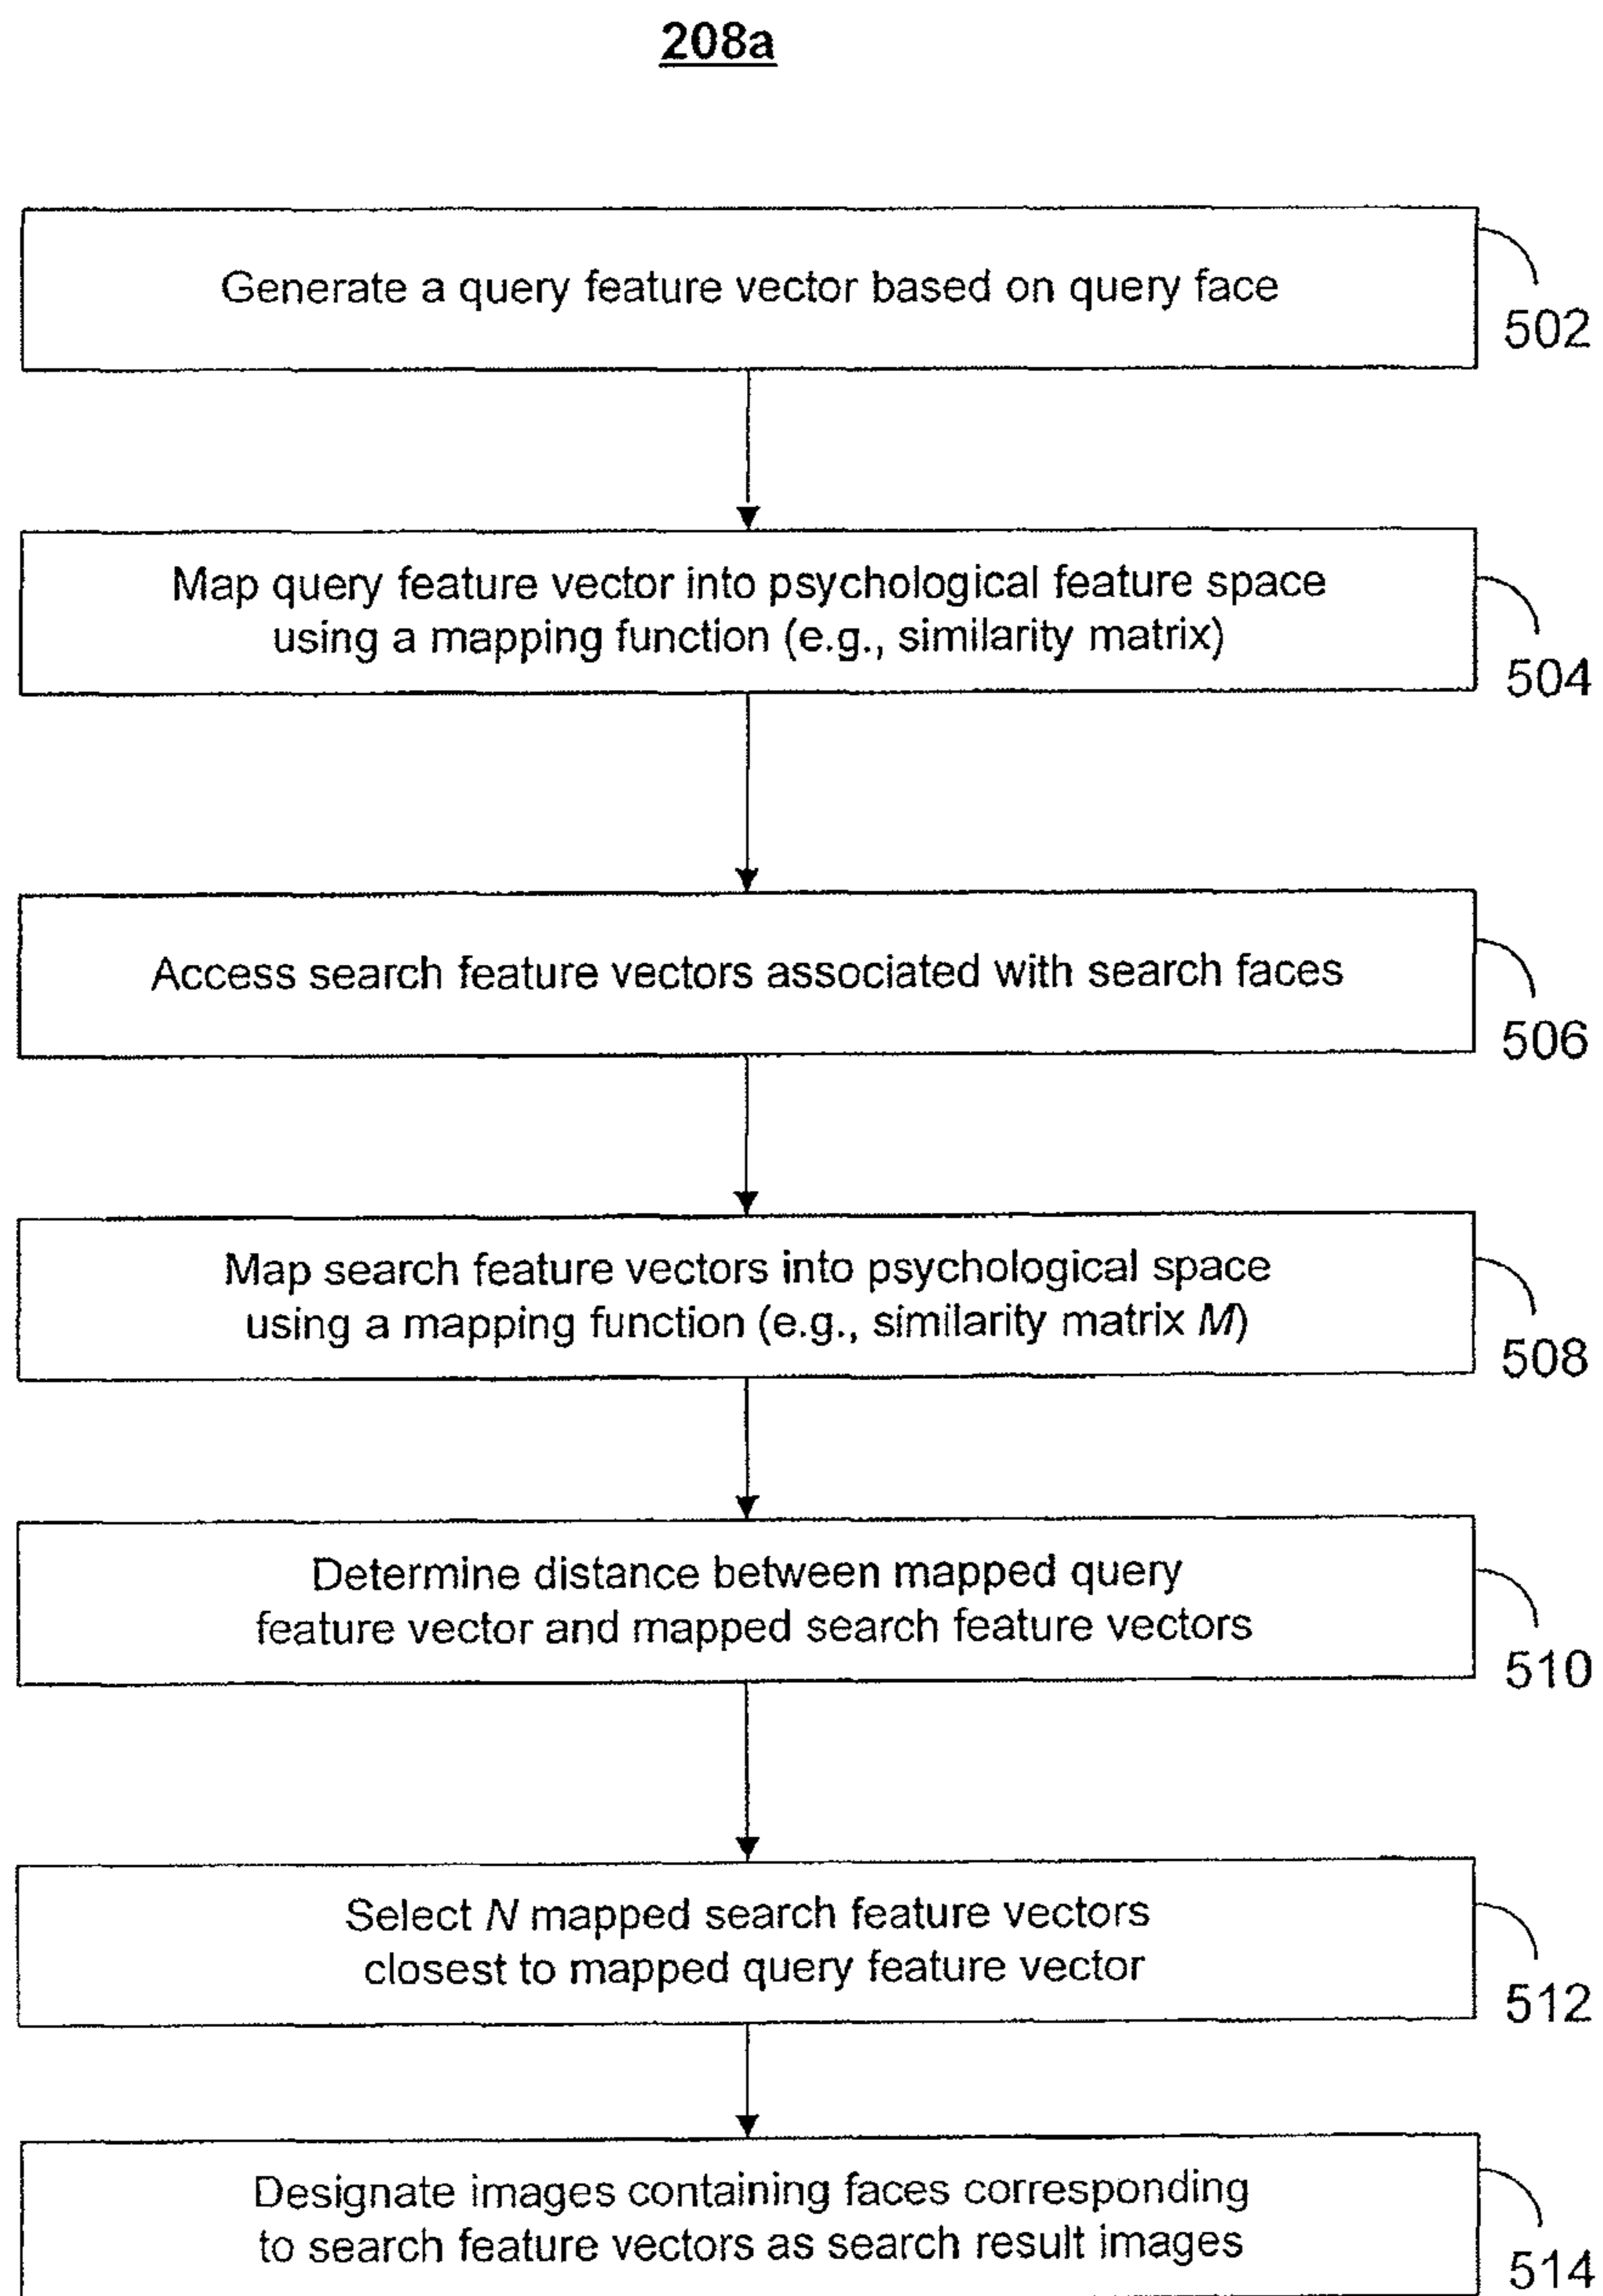 208a
Generate a query feature vector based on query face
502
Map query feature vector into psychological feature space
using a mapping function (e.g., similarity matrix)
504
Access search feature vectors associated with search faces
506
Map search feature vectors into psychological space
using a mapping function (e.g., similarity matrix M)
508
Determine distance between mapped query
feature vector and mapped search feature vectors
510
Select N mapped search feature vectors
closest to mapped query feature vector
512
Designate images containing faces corresponding
to search feature vectors as search result images
514